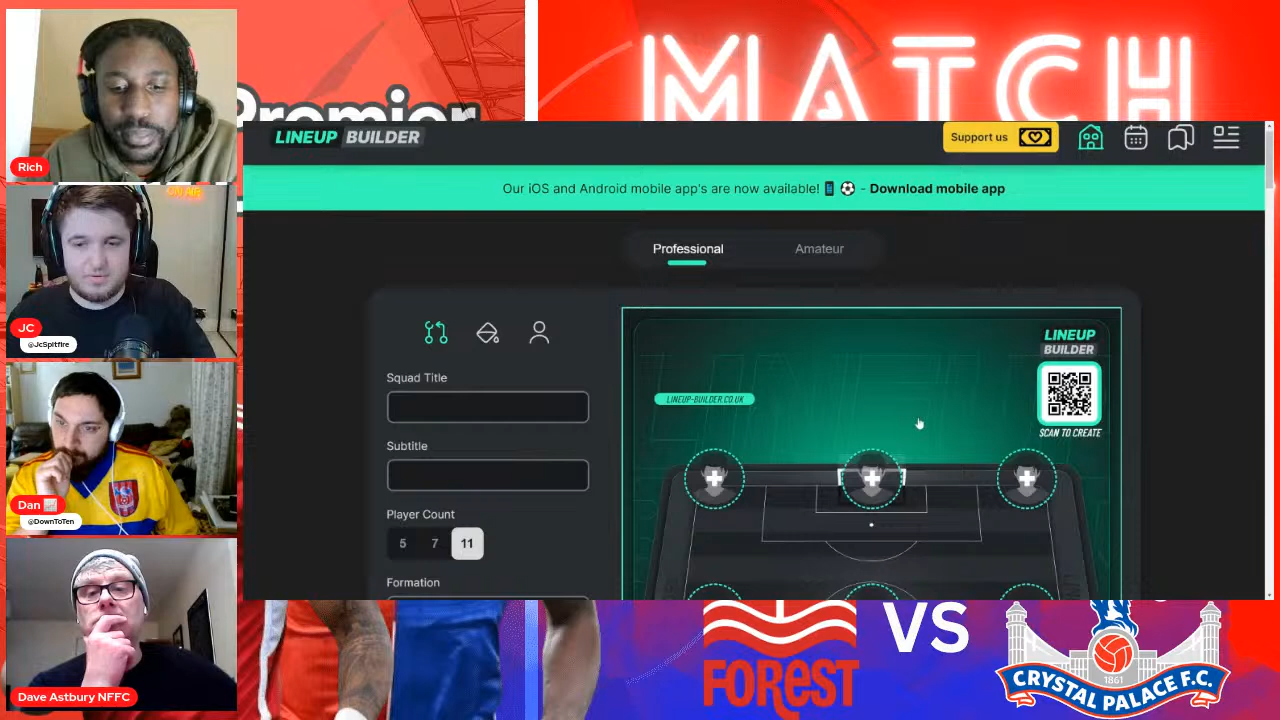 Rich
JC
@JcSpitfire
Dan
@DownToTen
Dave Astbury NFFC
Premier
MATCH
LINEUP BUILDER
Support us
Our iOS and Android mobile app's are now available! - Download mobile app
Professional
Amateur
Squad Title
Subtitle
Player Count
5 7 11
Formation
LINEUP
BUILDER
LINEUP-BUILDER.CO.UK
SCAN TO CREATE
FOREST
VS
1861
CRYSTAL PALACE F.C.